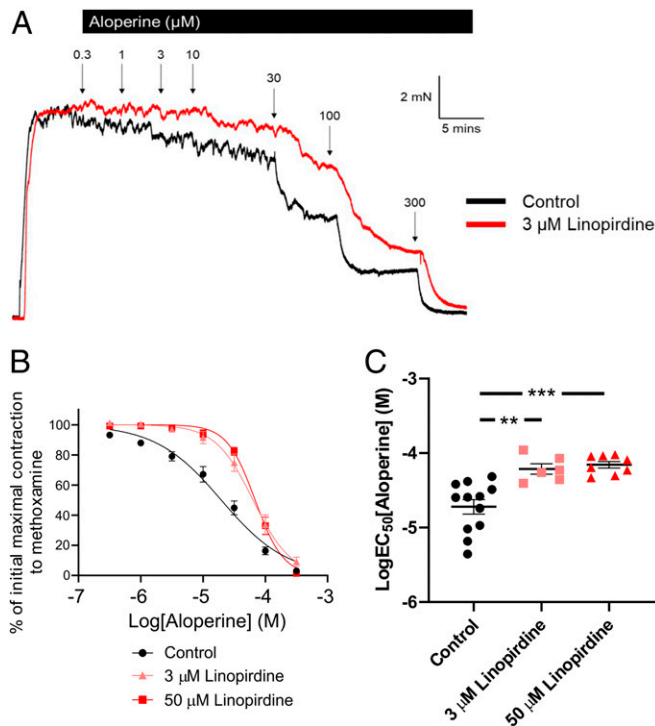 A
Aloperine (µM)
0.3 1 3 10 30 100 300
2 mN
5 mins
Control
3 µM Linopirdine
B
% of initial maximal contraction
to methoxamine
100
80
60
40
20
0
-7 -6 -5 -4 -3
Log[Aloperine] (M)
Control
3 µM Linopirdine
50 µM Linopirdine
C
LogEC50[Aloperine] (M)
-3
-4
-5
-6
***
**
Control
3 µM Linopirdine
50 µM Linopirdine